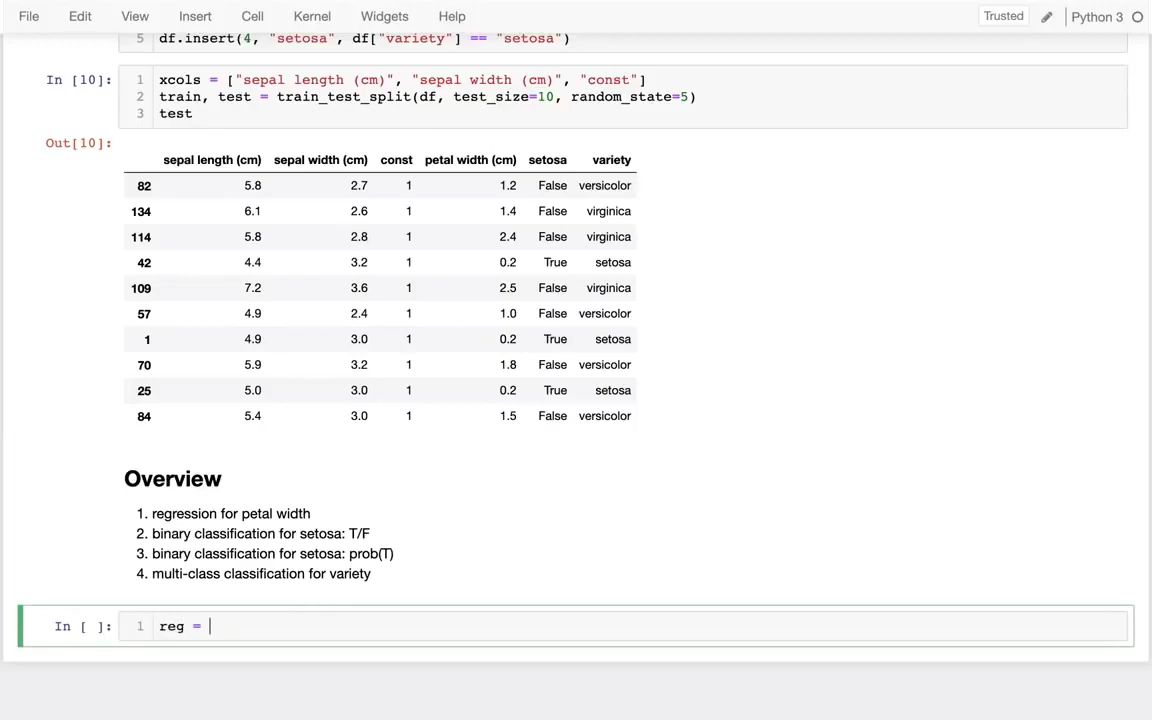 File Edit View Insert Cell Kernel Widgets Help Trusted Python 3
5 df.insert(4, "setosa", df["variety"] == "setosa")
In [10]: 1 xcols = ["sepal length (cm)", "sepal width (cm)", "const"]
2 train, test = train_test_split(df, test_size=10, random_state=5)
3 test
Out[10]:
sepal length (cm) sepal width (cm) const petal width (cm) setosa variety
82 5.8 2.7 1 1.2 False versicolor
134 6.1 2.6 1 1.4 False virginica
114 5.8 2.8 1 2.4 False virginica
42 4.4 3.2 1 0.2 True setosa
109 7.2 3.6 1 2.5 False virginica
57 4.9 2.4 1 1.0 False versicolor
1 4.9 3.0 1 0.2 True setosa
70 5.9 3.2 1 1.8 False versicolor
25 5.0 3.0 1 0.2 True setosa
84 5.4 3.0 1 1.5 False versicolor
Overview
1. regression for petal width
2. binary classification for setosa: T/F
3. binary classification for setosa: prob(T)
4. multi-class classification for variety
In [ ]: 1 reg =